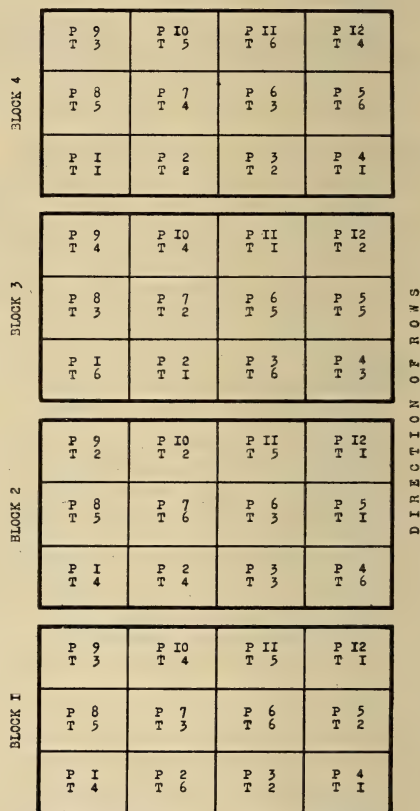 BLOCK 4
P 9 P IO P II P I2
T 3 T 5 T 6 T 4
P 8 P 7 P 6 P 5
T 5 T 4 T 3 T 6
P I P 2 P 3 P 4
T I T 2 T 2 T I
BLOCK 3
P 9 P IO P II P I2
T 4 T 4 T I T 2
P 8 P 7 P 6 P 5
T 3 T 2 T 5 T 5
P I P 2 P 3 P 4
T 6 T I T 6 T 3
DIRECTION OF ROWS
BLOCK 2
P 9 P IO P II P I2
T 2 T 2 T 5 T I
P 8 P 7 P 6 P 5
T 5 T 6 T 3 T I
P I P 2 P 3 P 4
T 4 T 4 T 3 T 6
BLOCK I
P 9 P IO P II P I2
T 3 T 4 T 5 T I
P 8 P 7 P 6 P 5
T 5 T 3 T 6 T 2
P I P 2 P 3 P 4
T 4 T 6 T 2 T I